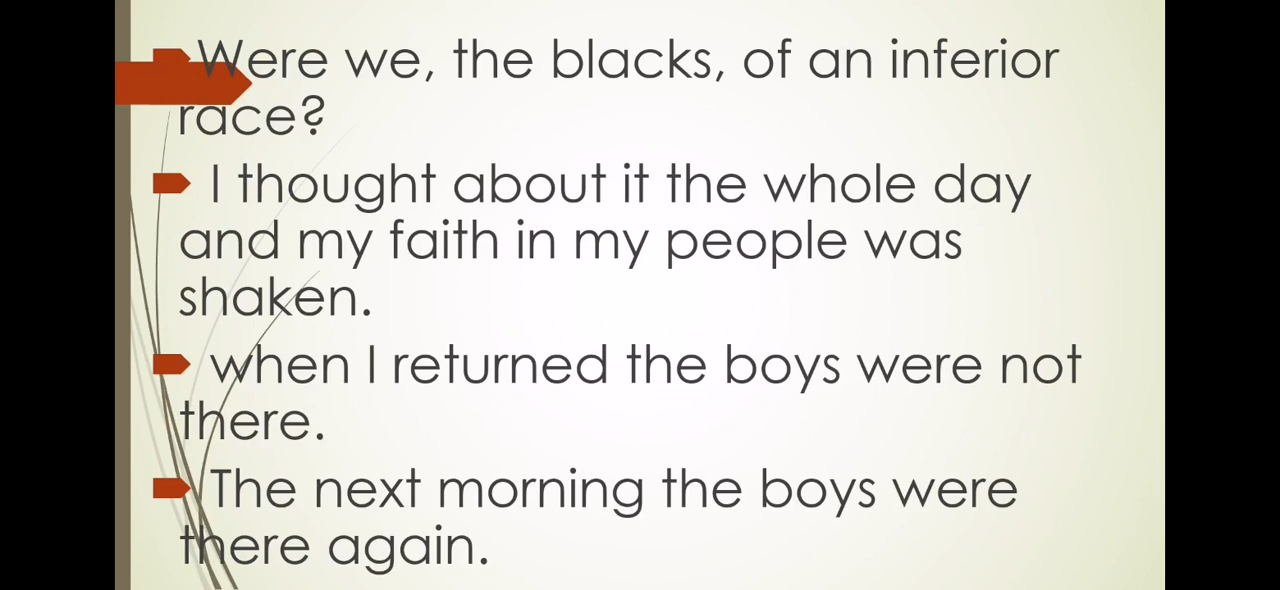 Were we, the blacks, of an inferior
race?
I thought about it the whole day
and my faith in my people was
shaken.
when I returned the boys were not
there.
The next morning the boys were
there again.